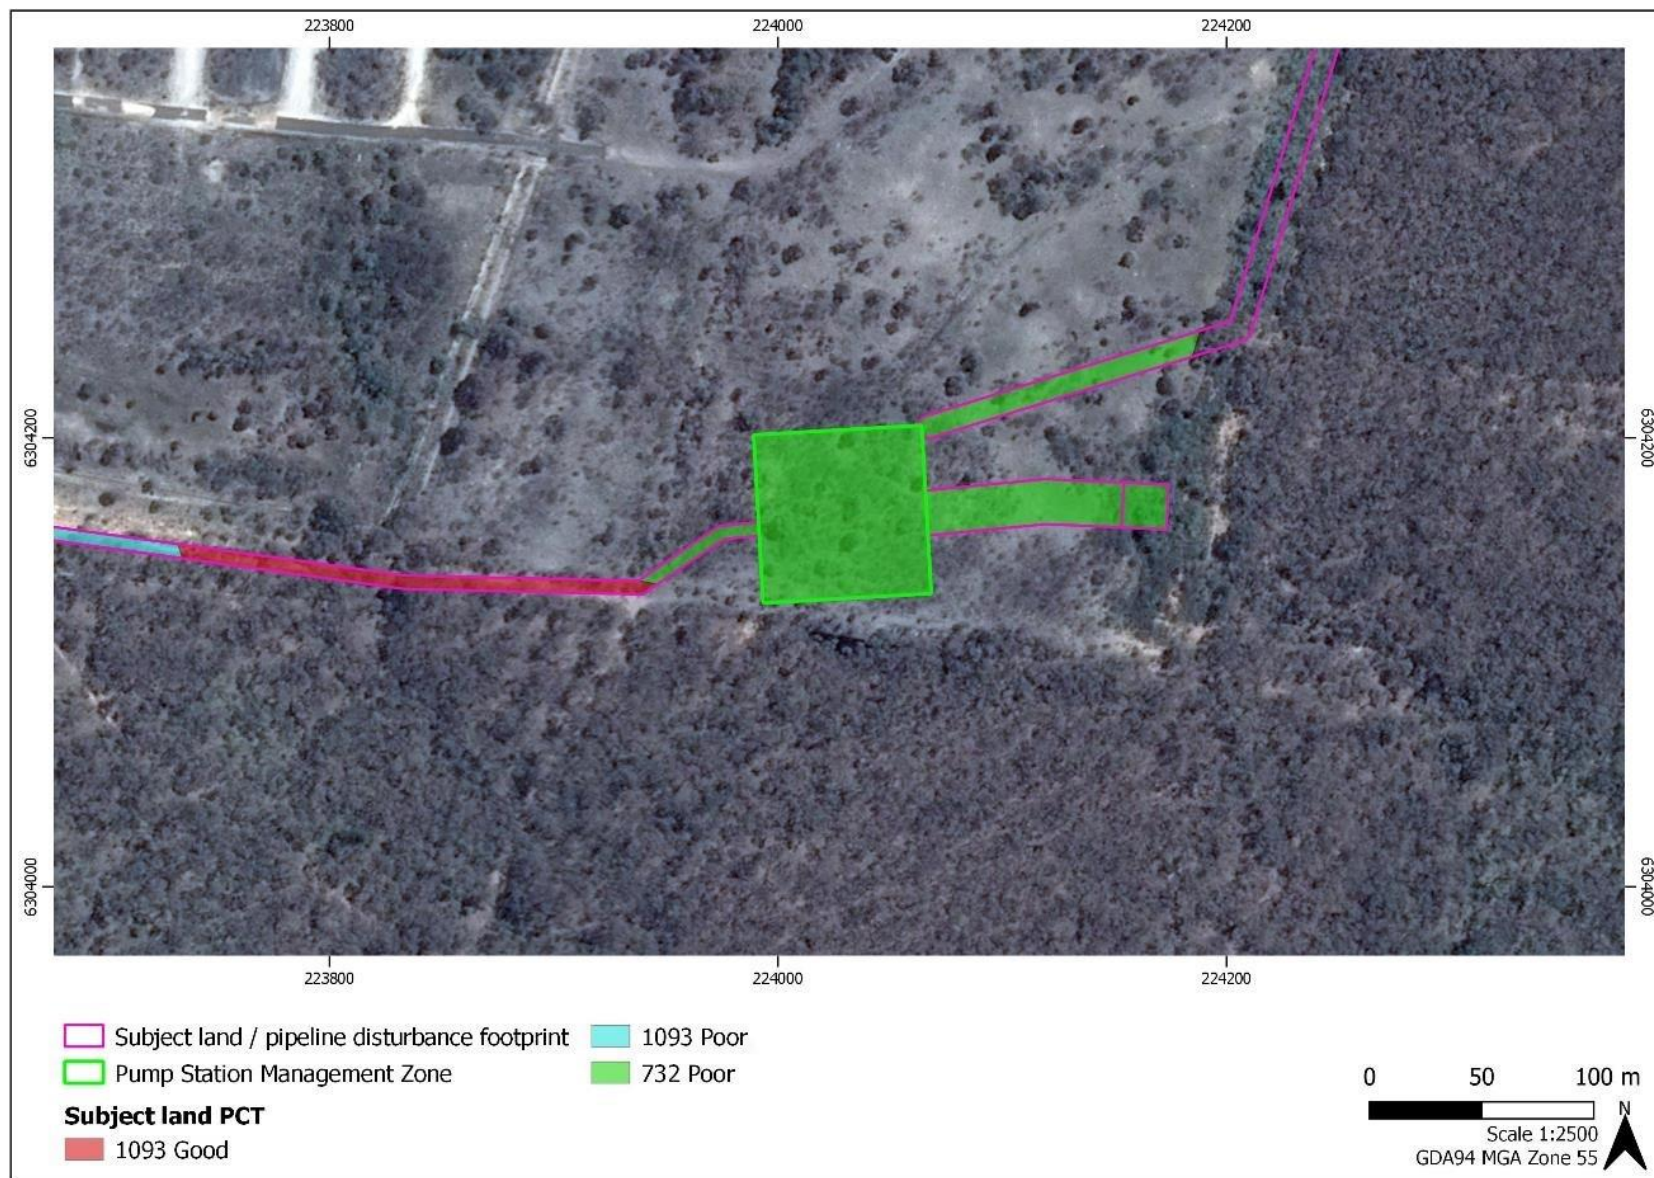 223800 224000 224200
6304200 6304200
6304000 6304000
223800 224000 224200
Subject land / pipeline disturbance footprint
Pump Station Management Zone
Subject land PCT
1093 Good
1093 Poor
732 Poor
0 50 100 m
Scale 1:2500
GDA94 MGA Zone 55
N